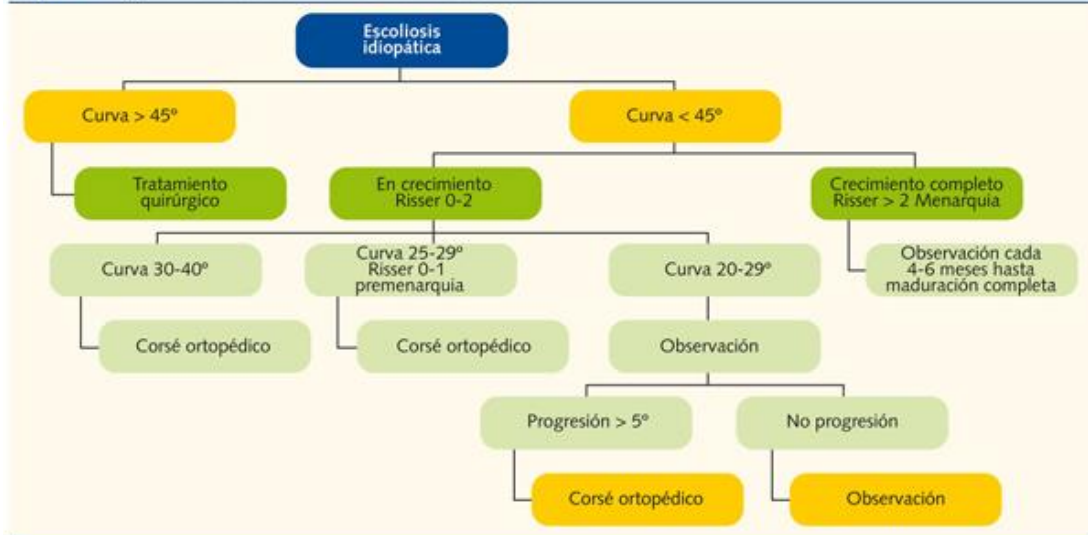 Escoliosis
idiopática
Curva > 45º
Curva < 45º
Tratamiento
quirúrgico
En crecimiento
Risser 0-2
Crecimiento completo
Risser > 2 Menarquia
Curva 30-40º
Curva 25-29º
Risser 0-1
premenarquia
Curva 20-29º
Observación cada
4-6 meses hasta
maduración completa
Corsé ortopédico
Corsé ortopédico
Observación
Progresión > 5º
No progresión
Corsé ortopédico
Observación